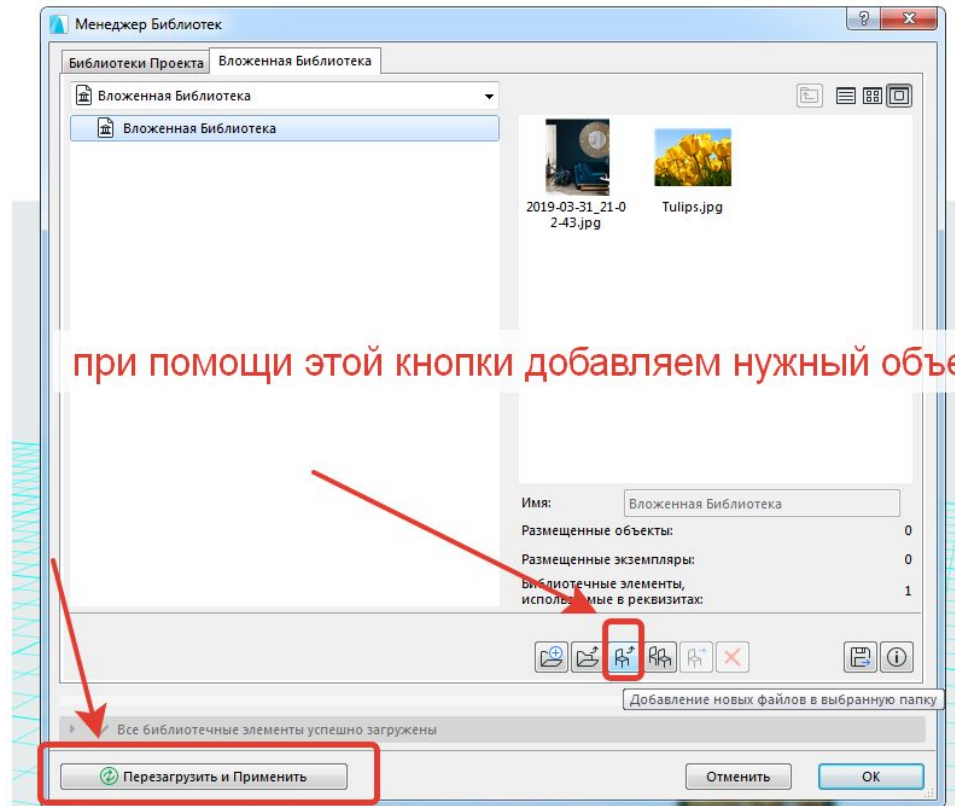 Менеджер Библиотек
Библиотеки Проекта
Вложенная Библиотека
Вложенная Библиотека
Вложенная Библиотека
2019-03-31_21-0
2-43.jpg
Tulips.jpg
при помощи этой кнопки добавляем нужный объе
Имя:
Вложенная Библиотека
Размещенные объекты:
0
Размещенные экземпляры:
0
Библиотечные элементы,
используемые в реквизитах:
1
Добавление новых файлов в выбранную папку
Все библиотечные элементы успешно загружены
Перезагрузить и Применить
Отменить
OK